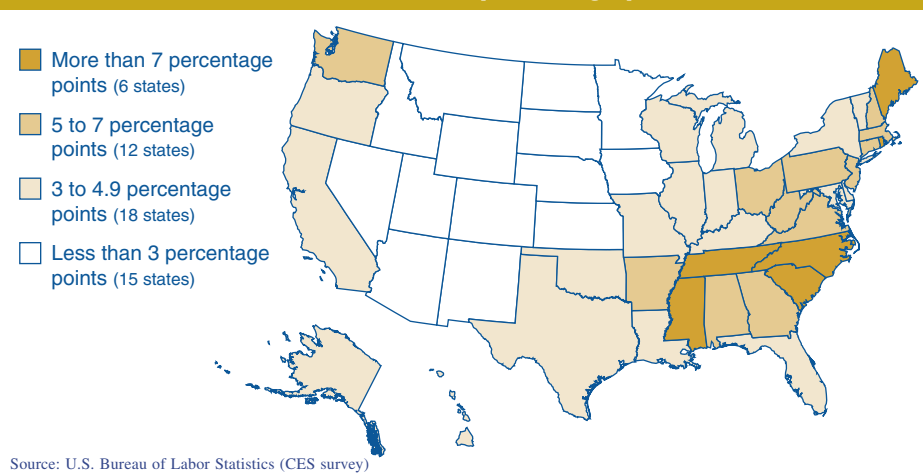 More than 7 percentage
points (6 states)
5 to 7 percentage
points (12 states)
3 to 4.9 percentage
points (18 states)
Less than 3 percentage
points (15 states)
Source: U.S. Bureau of Labor Statistics (CES survey)